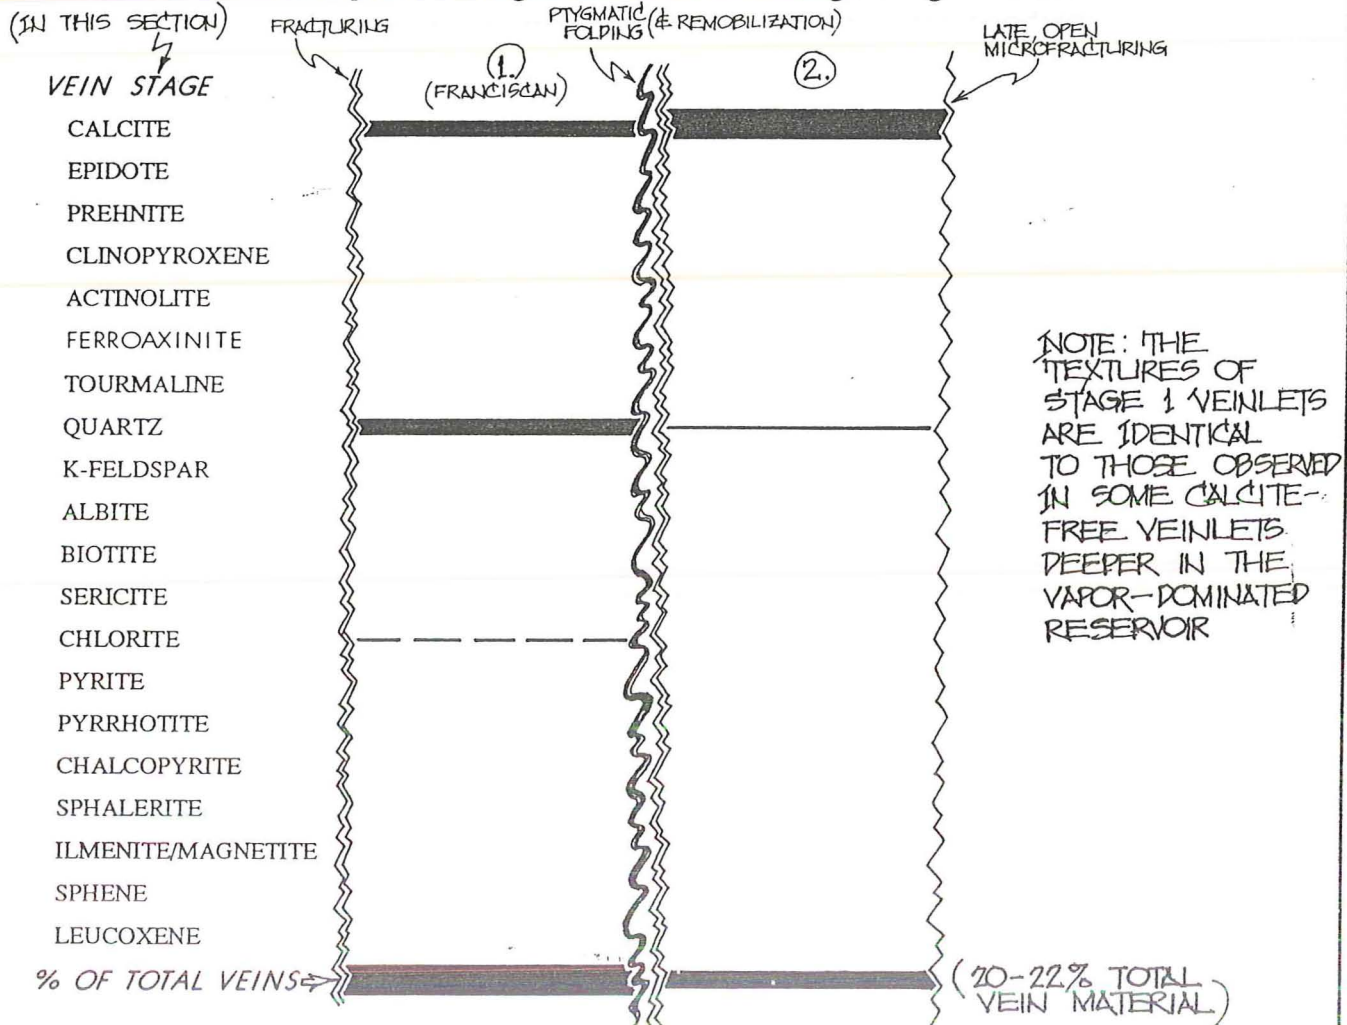 (IN THIS SECTION)
FRACTURING
PTYGMATIC (& REMOBILIZATION)
FOLDING
LATE, OPEN
MICROFRACTURING
VEIN STAGE
1.
(FRANCISCAN)
2.
CALCITE
EPIDOTE
PREHNITE
CLINOPYROXENE
ACTINOLITE
FERROAXINITE
TOURMALINE
QUARTZ
K-FELDSPAR
ALBITE
BIOTITE
SERICITE
CHLORITE
PYRITE
PYRRHOTITE
CHALCOPYRITE
SPHALERITE
ILMENITE/MAGNETITE
SPHENE
LEUCOXENE
% OF TOTAL VEINS
NOTE: THE
TEXTURES OF
STAGE 1 VEINLETS
ARE IDENTICAL
TO THOSE OBSERVED
IN SOME CALCITE-
FREE VEINLETS
DEEPER IN THE
VAPOR-DOMINATED
RESERVOIR
(20-22% TOTAL
VEIN MATERIAL)